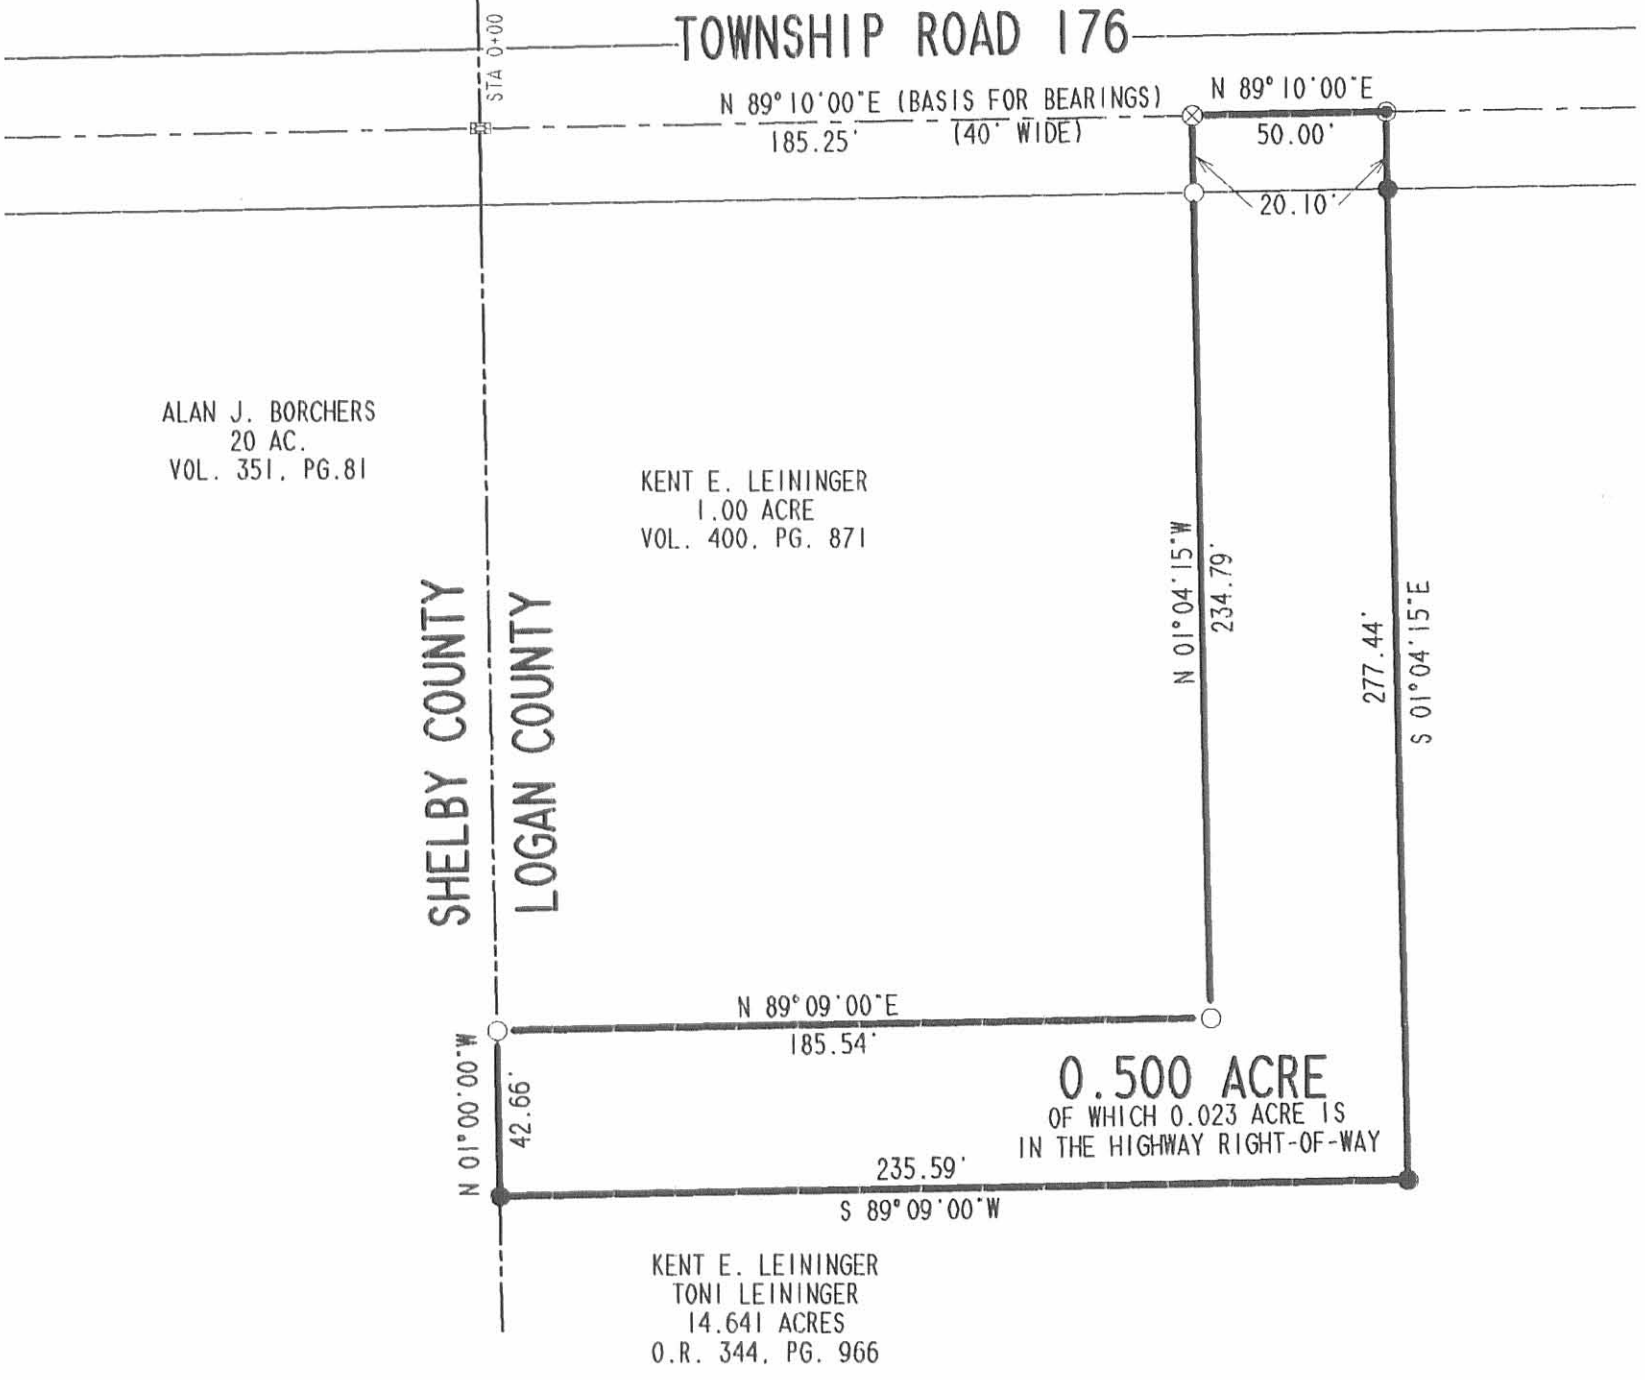 STA 0+00
TOWNSHIP ROAD 176
N 89°10'00"E (BASIS FOR BEARINGS)
185.25'
(40' WIDE)
N 89°10'00"E
50.00'
20.10'
ALAN J. BORCHERS
20 AC.
VOL. 351, PG.81
KENT E. LEININGER
1.00 ACRE
VOL. 400, PG. 871
SHELBY COUNTY
LOGAN COUNTY
N 01°04'15"W
234.79'
277.44'
S 01°04'15"E
N 89°09'00"E
185.54'
N 01°00'00"W
42.66'
0.500 ACRE
OF WHICH 0.023 ACRE IS
IN THE HIGHWAY RIGHT-OF-WAY
235.59'
S 89°09'00"W
KENT E. LEININGER
TONI LEININGER
14.641 ACRES
O.R. 344, PG. 966